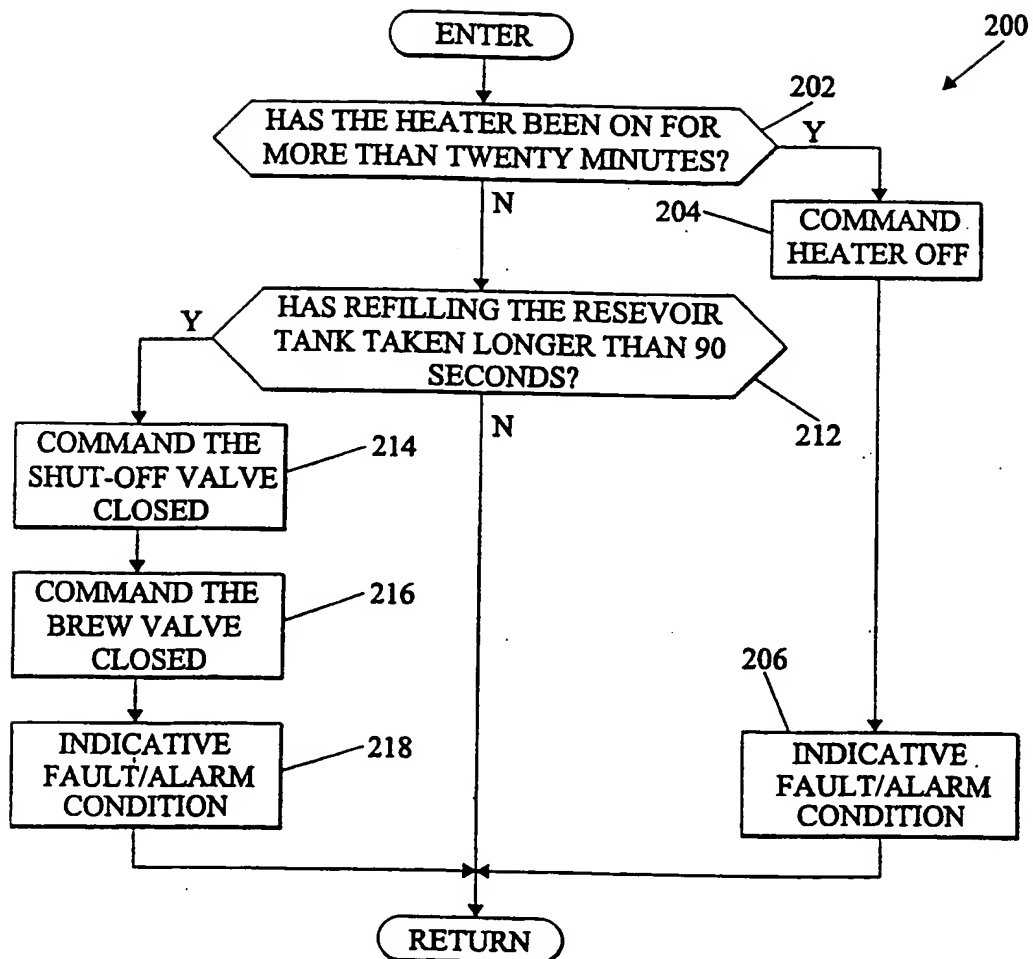 ENTER
200
202
HAS THE HEATER BEEN ON FOR
MORE THAN TWENTY MINUTES?
Y
N
204
COMMAND
HEATER OFF
Y
HAS REFILLING THE RESEVOIR
TANK TAKEN LONGER THAN 90
SECONDS?
N
212
COMMAND THE
SHUT-OFF VALVE
CLOSED
214
COMMAND THE
BREW VALVE
CLOSED
216
206
INDICATIVE
FAULT/ALARM
CONDITION
218
INDICATIVE
FAULT/ALARM
CONDITION
RETURN